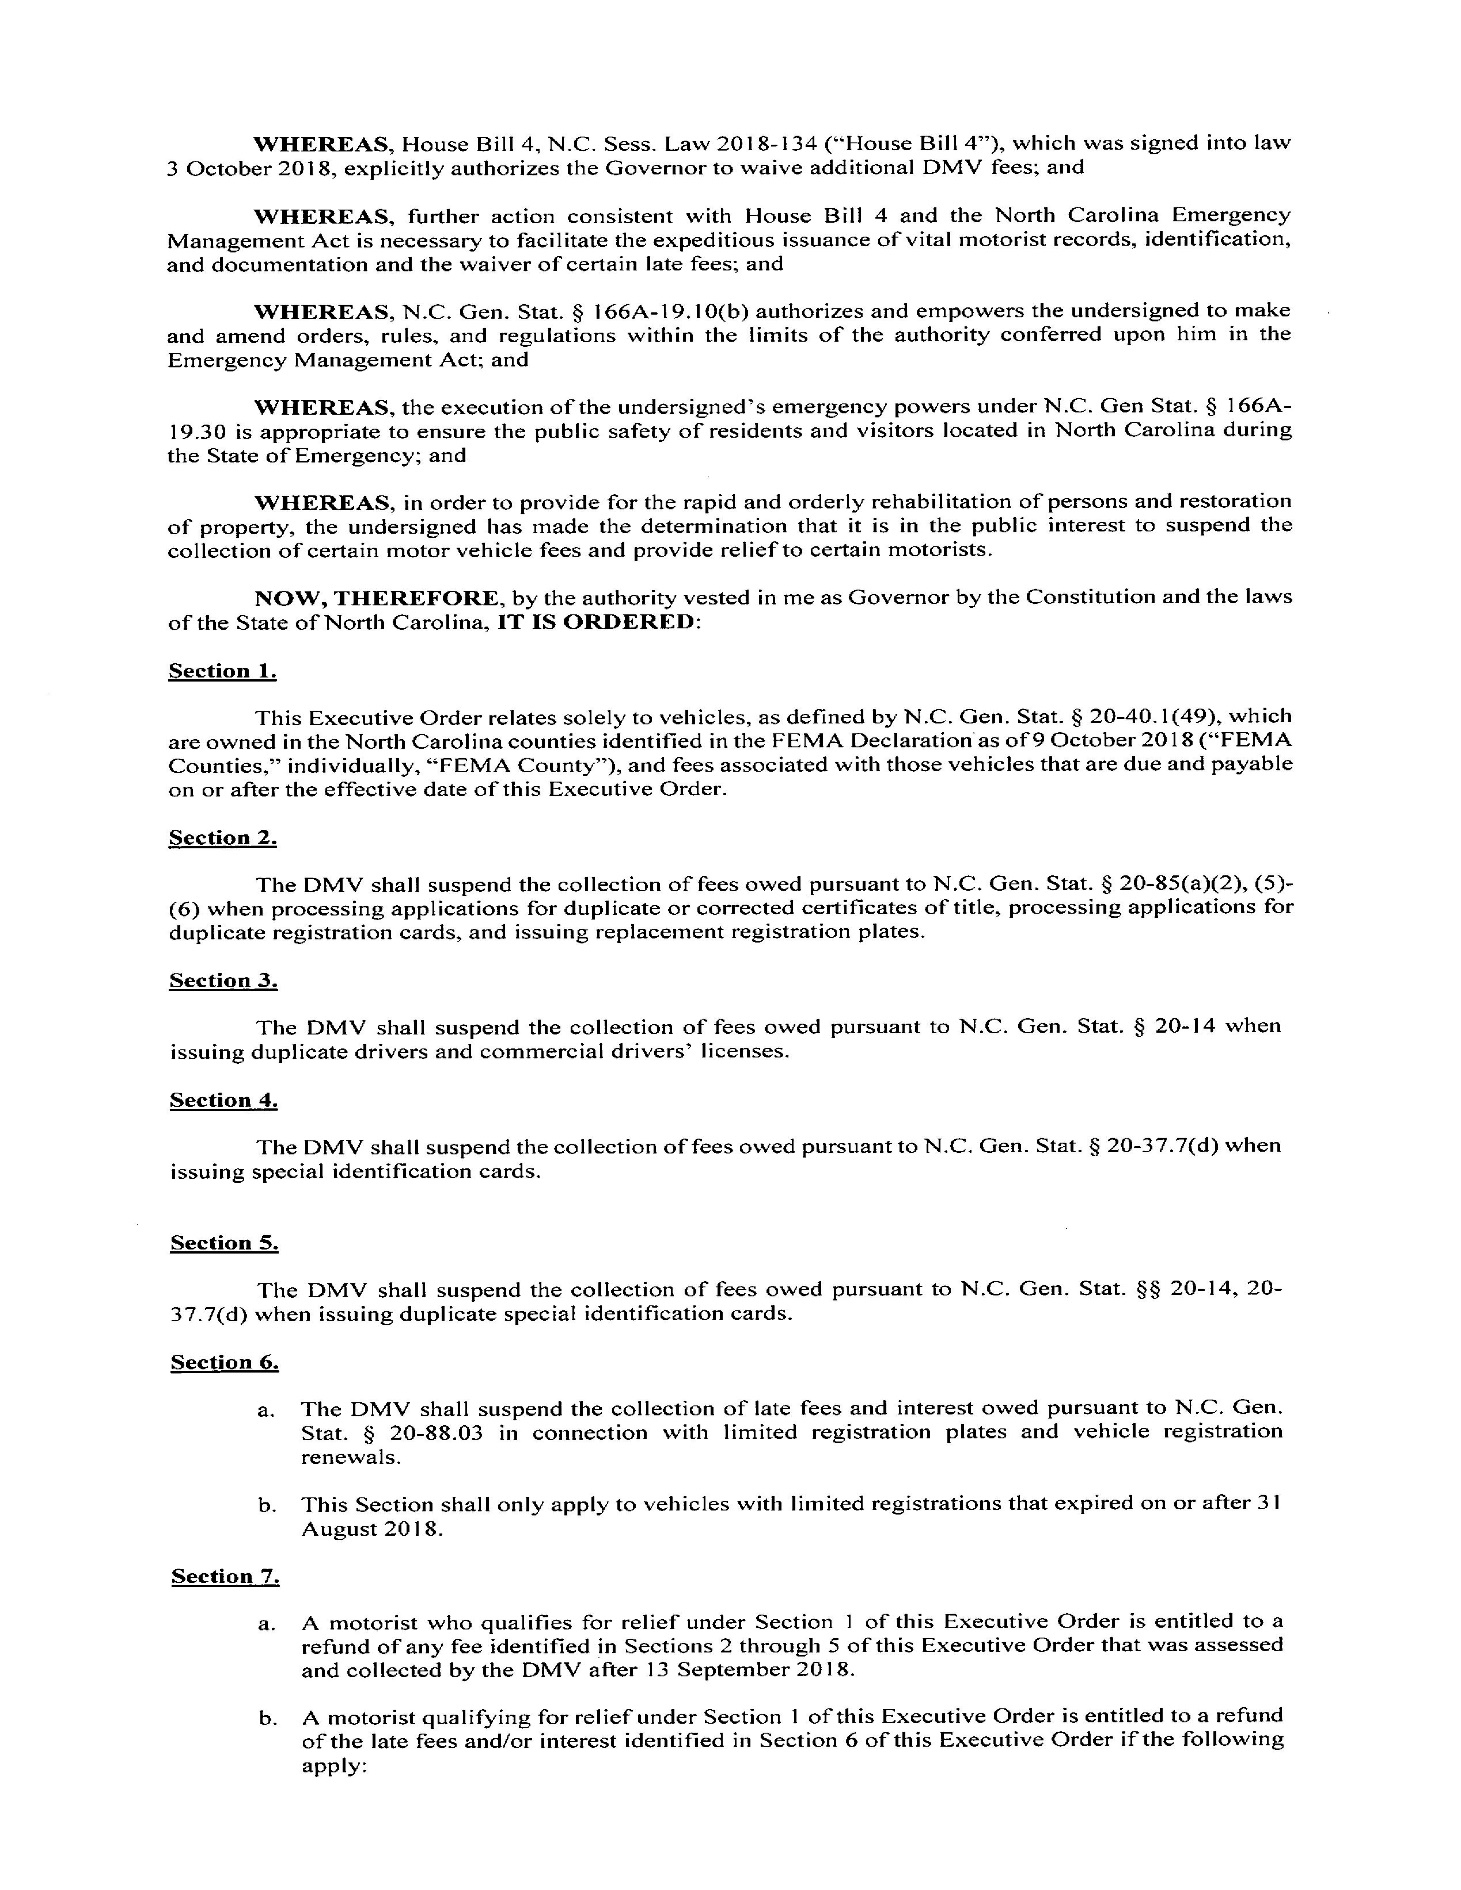 WHEREAS, House Bill 4, N.C. Sess. Law 2018-134 (“House Bill 4”), which was signed into law
3 October 2018, explicitly authorizes the Governor to waive additional DMV fees; and
WHEREAS, further action consistent with House Bill 4 and the North Carolina Emergency
Management Act is necessary to facilitate the expeditious issuance of vital motorist records, identification,
and documentation and the waiver of certain late fees; and
WHEREAS, N.C. Gen. Stat. § 166A-19.10(b) authorizes and empowers the undersigned to make
and amend orders, rules, and regulations within the limits of the authority conferred upon him in the
Emergency Management Act; and
WHEREAS, the execution of the undersigned’s emergency powers under N.C. Gen Stat. § 166A-
19.30 is appropriate to ensure the public safety of residents and visitors located in North Carolina during
the State of Emergency; and
WHEREAS, in order to provide for the rapid and orderly rehabilitation of persons and restoration
of property, the undersigned has made the determination that it is in the public interest to suspend the
collection of certain motor vehicle fees and provide relief to certain motorists.
NOW, THEREFORE, by the authority vested in me as Governor by the Constitution and the laws
of the State of North Carolina, IT IS ORDERED:
Section 1.
This Executive Order relates solely to vehicles, as defined by N.C. Gen. Stat. § 20-40.1(49), which
are owned in the North Carolina counties identified in the FEMA Declaration as of 9 October 2018 (“FEMA
Counties,” individually, “FEMA County”), and fees associated with those vehicles that are due and payable
on or after the effective date of this Executive Order.
Section 2.
The DMV shall suspend the collection of fees owed pursuant to N.C. Gen. Stat. § 20-85(a)(2), (5)-
(6) when processing applications for duplicate or corrected certificates of title, processing applications for
duplicate registration cards, and issuing replacement registration plates.
Section 3.
The DMV shall suspend the collection of fees owed pursuant to N.C. Gen. Stat. § 20-14 when
issuing duplicate drivers and commercial drivers’ licenses.
Section 4.
The DMV shall suspend the collection of fees owed pursuant to N.C. Gen. Stat. § 20-37.7(d) when
issuing special identification cards.
Section 5.
The DMV shall suspend the collection of fees owed pursuant to N.C. Gen. Stat. §§ 20-14, 20-
37.7(d) when issuing duplicate special identification cards.
Section 6.
a. The DMV shall suspend the collection of late fees and interest owed pursuant to N.C. Gen.
Stat. § 20-88.03 in connection with limited registration plates and vehicle registration
renewals.
b. This Section shall only apply to vehicles with limited registrations that expired on or after 31
August 2018.
Section 7.
a. A motorist who qualifies for relief under Section 1 of this Executive Order is entitled to a
refund of any fee identified in Sections 2 through 5 of this Executive Order that was assessed
and collected by the DMV after 13 September 2018.
b. A motorist qualifying for relief under Section 1 of this Executive Order is entitled to a refund
of the late fees and/or interest identified in Section 6 of this Executive Order if the following
apply: